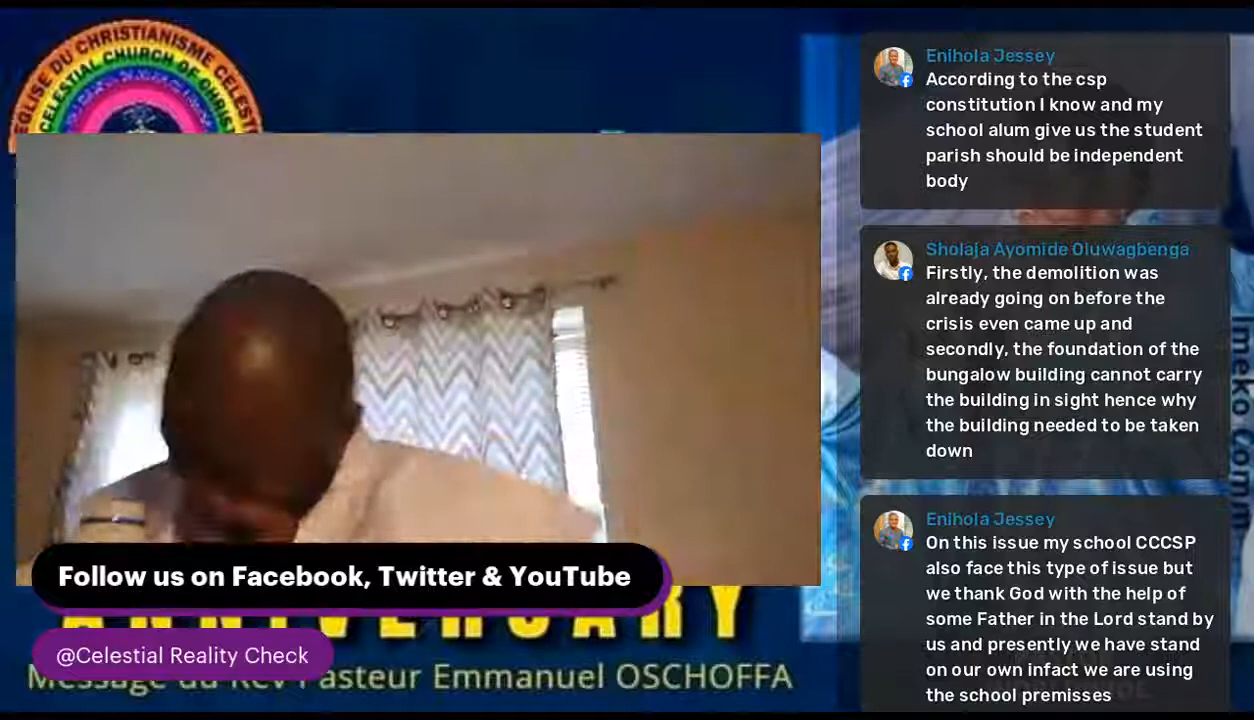 EGLISE DU CHRISTIANISME CELESTE
CELESTIAL CHURCH OF CHRIST
Enihola Jessey
According to the csp
constitution I know and my
school alum give us the student
parish should be independent
body
Sholaja Ayomide Oluwagbenga
Firstly, the demolition was
already going on before the
crisis even came up and
secondly, the foundation of the
bungalow building cannot carry
the building in sight hence why
the building needed to be taken
down
Enihola Jessey
On this issue my school CCCSP
also face this type of issue but
we thank God with the help of
some Father in the Lord stand by
us and presently we have stand
on our own infact we are using
the school premisses
Follow us on Facebook, Twitter & YouTube
ANNIVERSARY
@Celestial Reality Check
Message du Rev Pasteur Emmanuel OSCHOFFA
Imeko .com